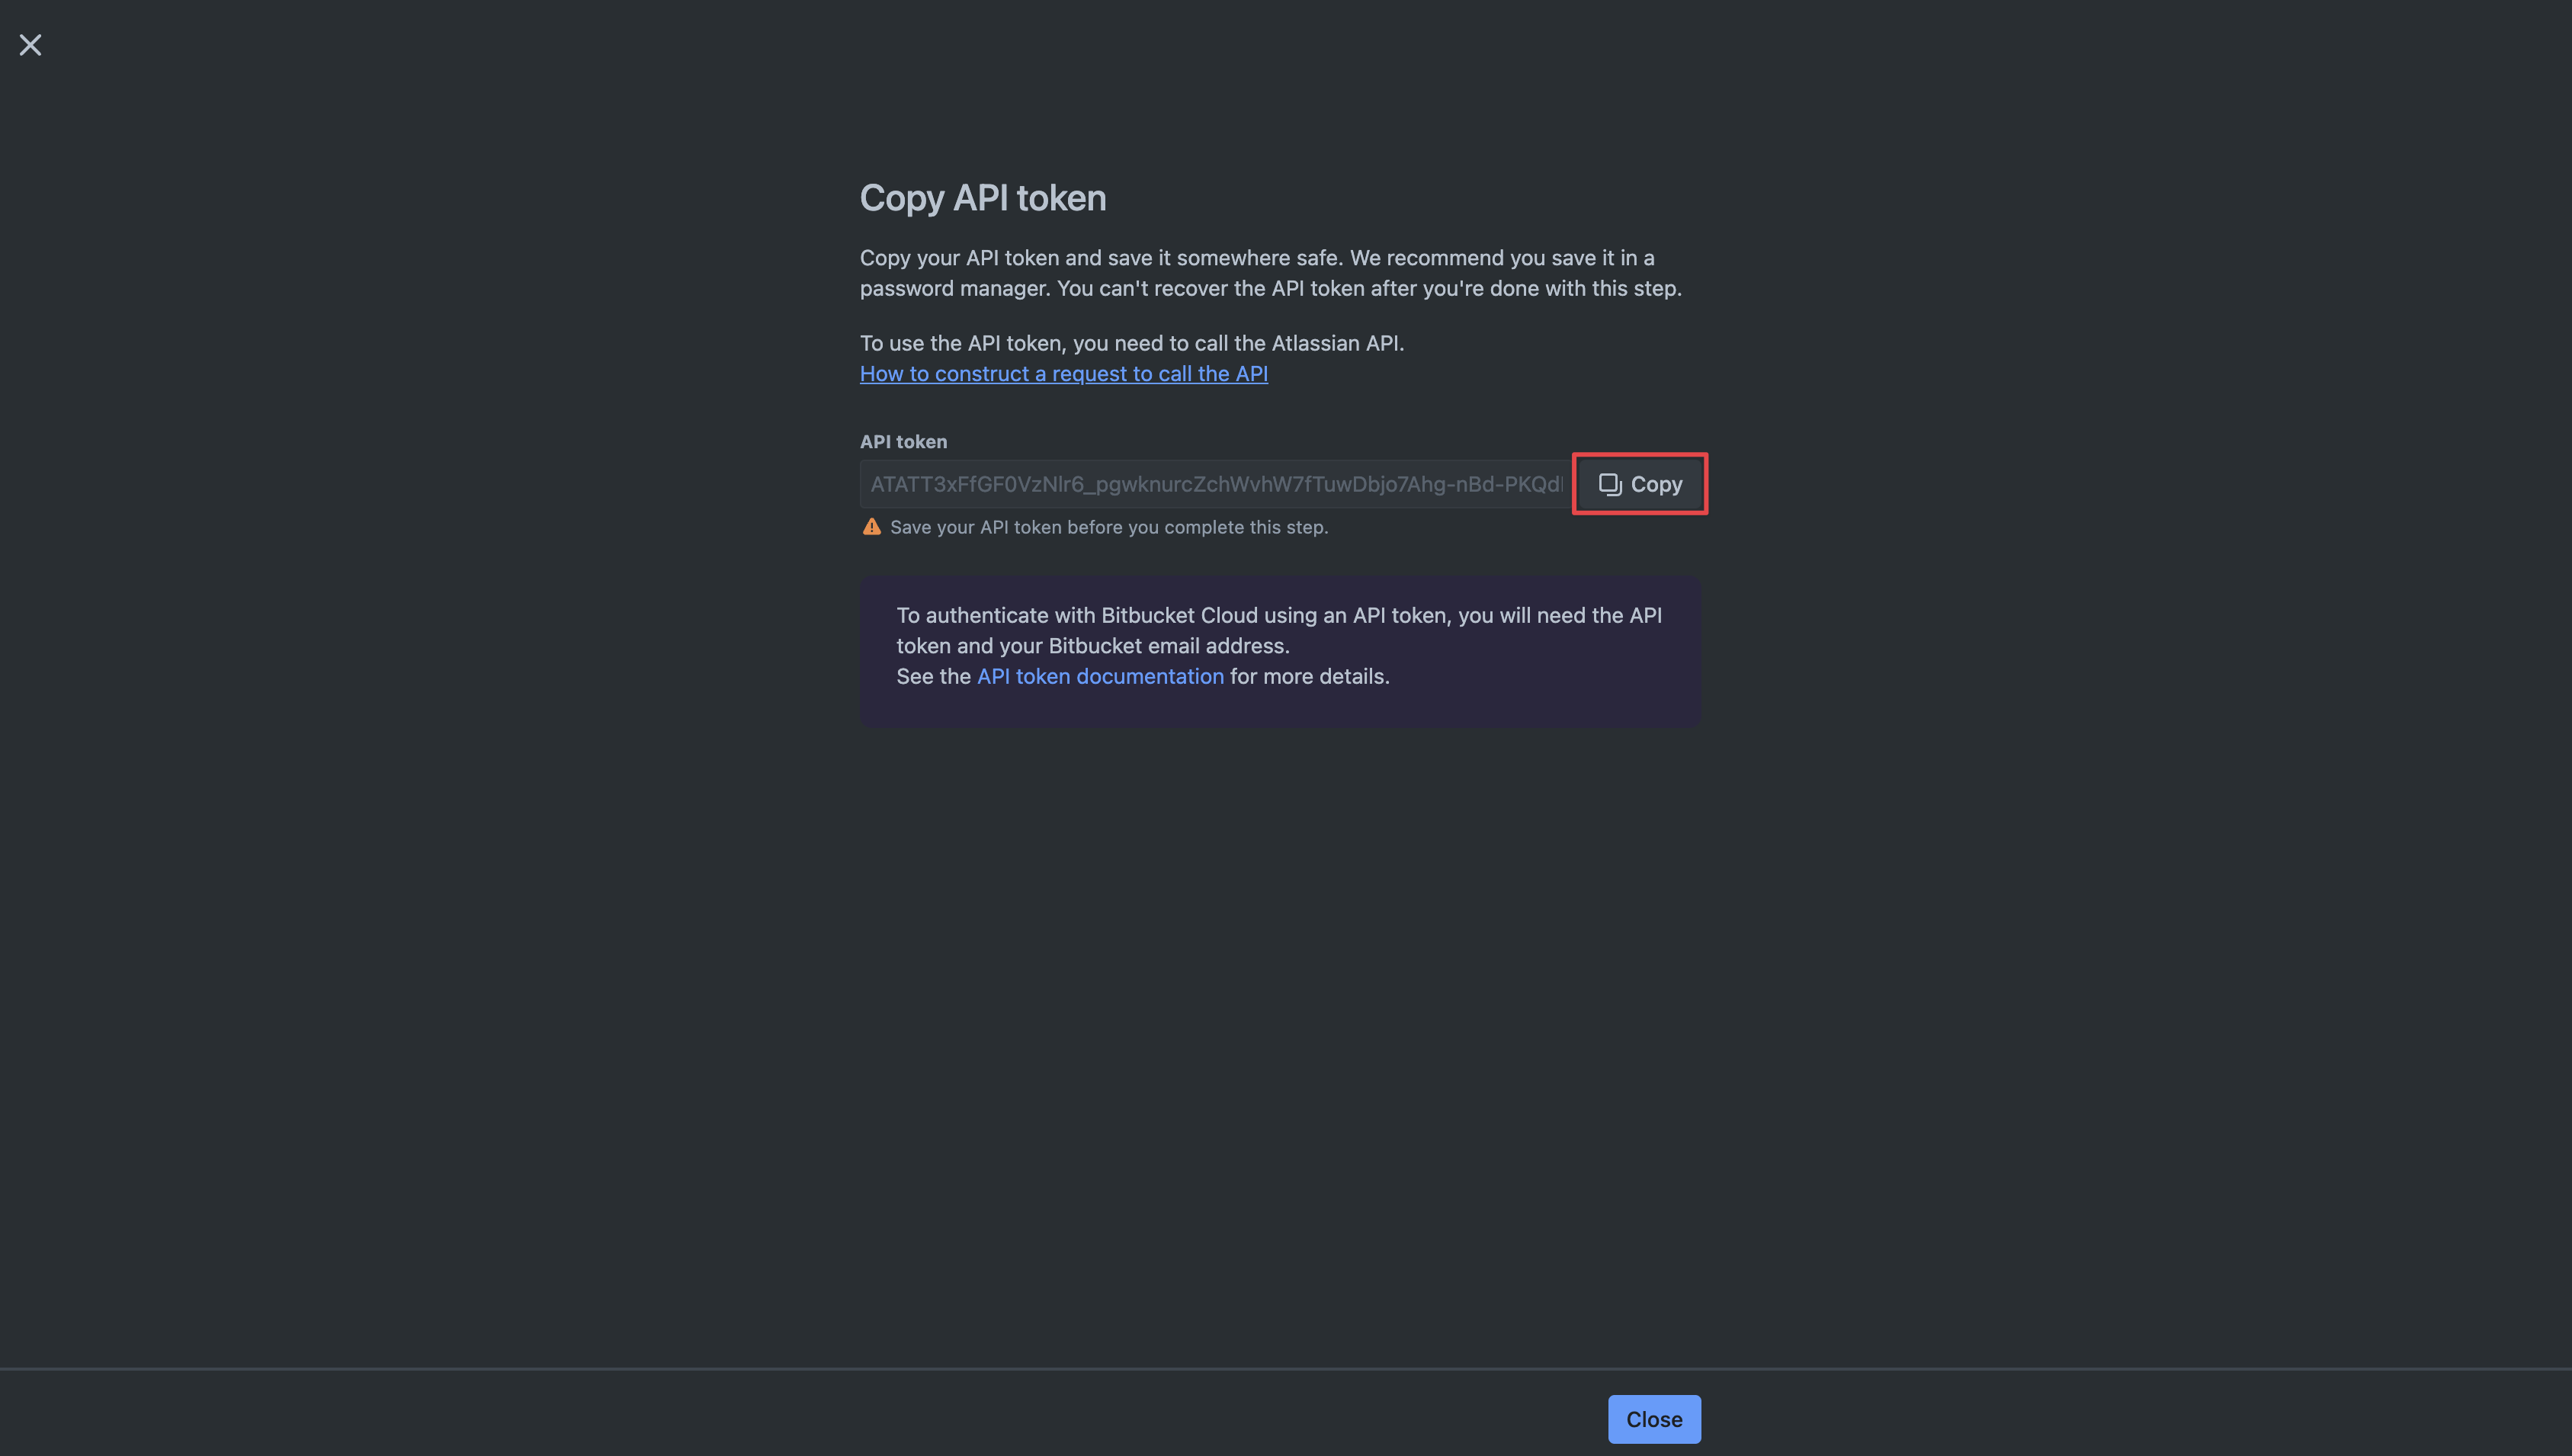 Copy API token
Copy your API token and save it somewhere safe. We recommend you save it in a
password manager. You can't recover the API token after you're done with this step.
To use the API token, you need to call the Atlassian API.
How to construct a request to call the API
API token
Copy
Save your API token before you complete this step.
To authenticate with Bitbucket Cloud using an API token, you will need the API
token and your Bitbucket email address.
See the API token documentation for more details.
Close